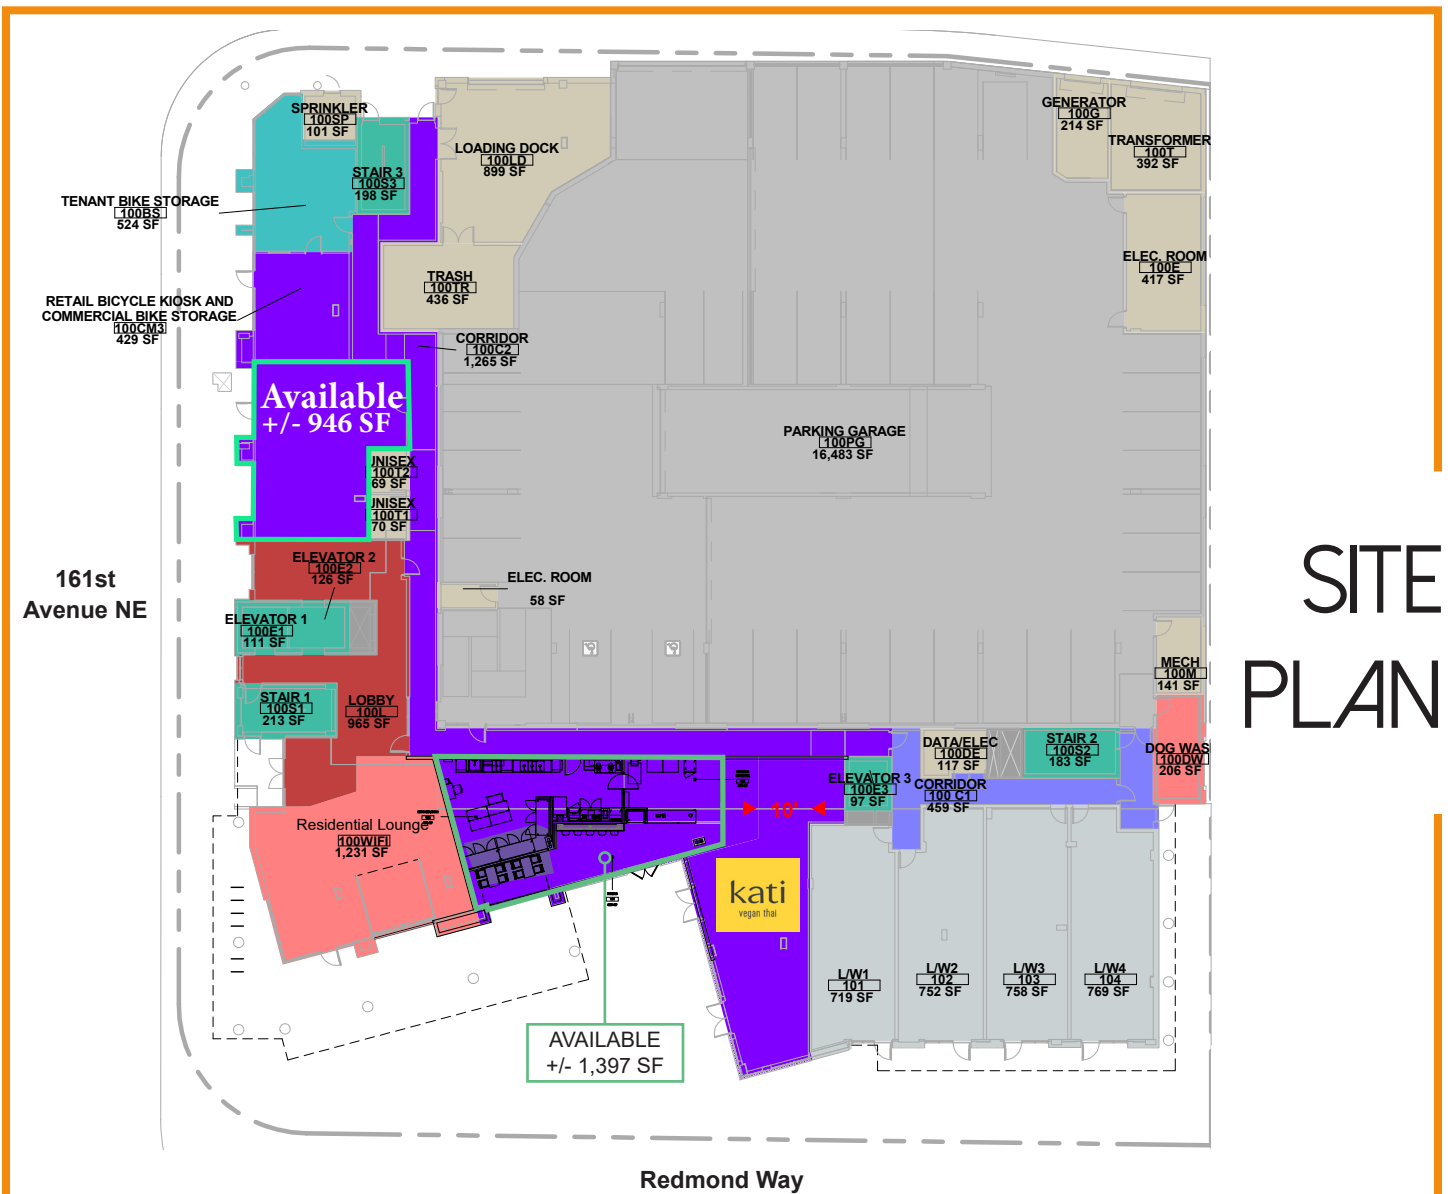 SPRINKLER
100SP
101 SF
STAIR 3
100S3
198 SF
LOADING DOCK
100LD
899 SF
GENERATOR
100G
214 SF
TRANSFORMER
100T
392 SF
TENANT BIKE STORAGE
100BS
524 SF
TRASH
100TR
436 SF
ELEC. ROOM
100E
417 SF
RETAIL BICYCLE KIOSK AND
COMMERCIAL BIKE STORAGE
100CM3
429 SF
CORRIDOR
100C2
1,265 SF
Available
+/- 946 SF
PARKING GARAGE
100PG
16,483 SF
UNISEX
100T2
69 SF
UNISEX
100T1
70 SF
ELEVATOR 2
100E2
126 SF
ELEC. ROOM
58 SF
161st
Avenue NE
ELEVATOR 1
100E1
111 SF
SITE
PLAN
MECH
100M
141 SF
STAIR 1
100S1
213 SF
LOBBY
100L
965 SF
DATA/ELEC
100DE
117 SF
STAIR 2
100S2
183 SF
DOG WAS
100DW
206 SF
ELEVATOR 3
100E3
97 SF
CORRIDOR
100 C1
459 SF
10'
Residential Lounge
100WIFI
1,231 SF
kati
vegan thai
L/W1
101
719 SF
L/W2
102
752 SF
L/W3
103
758 SF
L/W4
104
769 SF
AVAILABLE
+/- 1,397 SF
Redmond Way